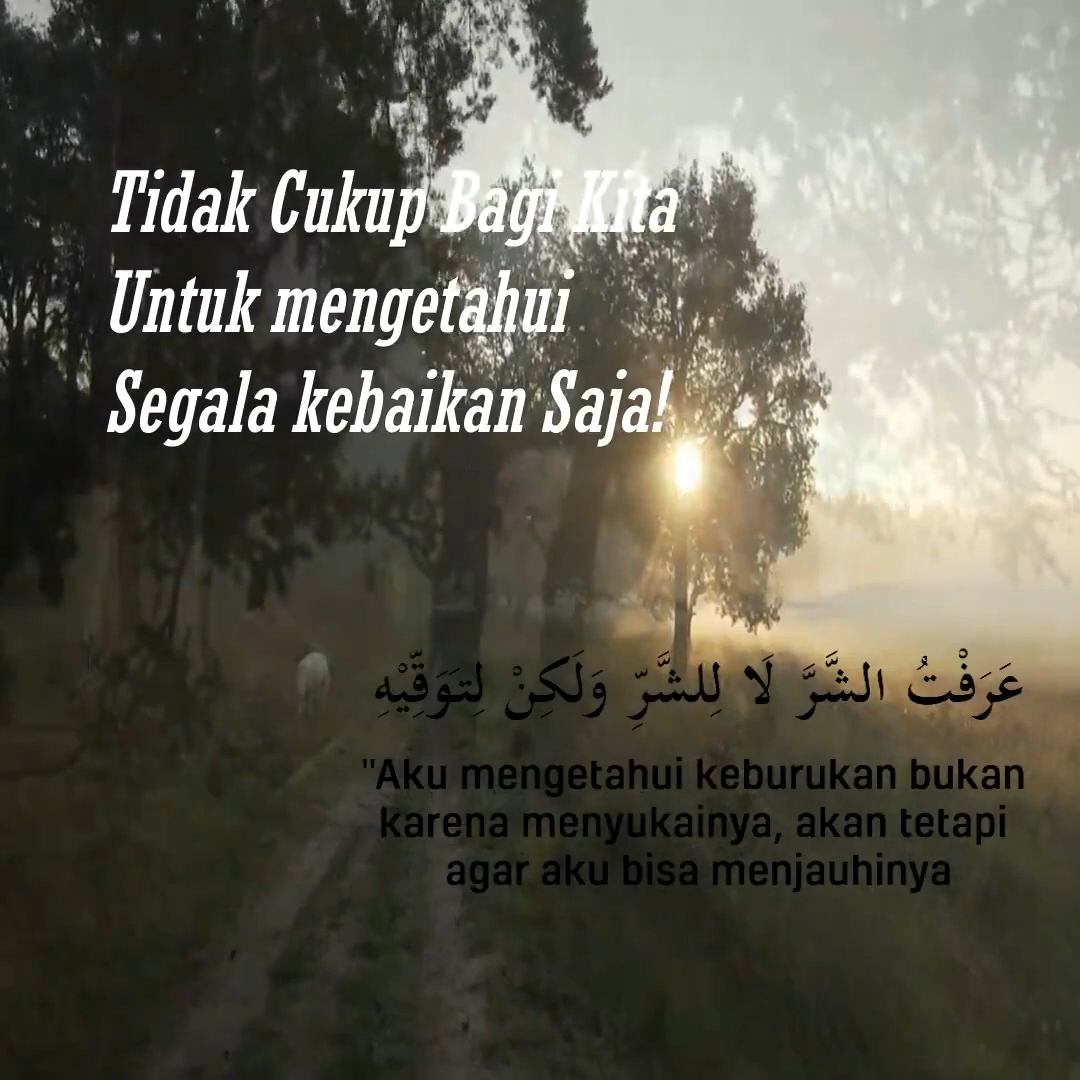 Tidak Cukup Bagi Kita
Untuk mengetahui
Segala kebaikan Saja!
عَرَفْتُ الشَّرَّ لَا لِلشَّرِّ وَلَكِنْ لِتَوَقِّيْهِ
"Aku mengetahui keburukan bukan
karena menyukainya, akan tetapi
agar aku bisa menjauhinya